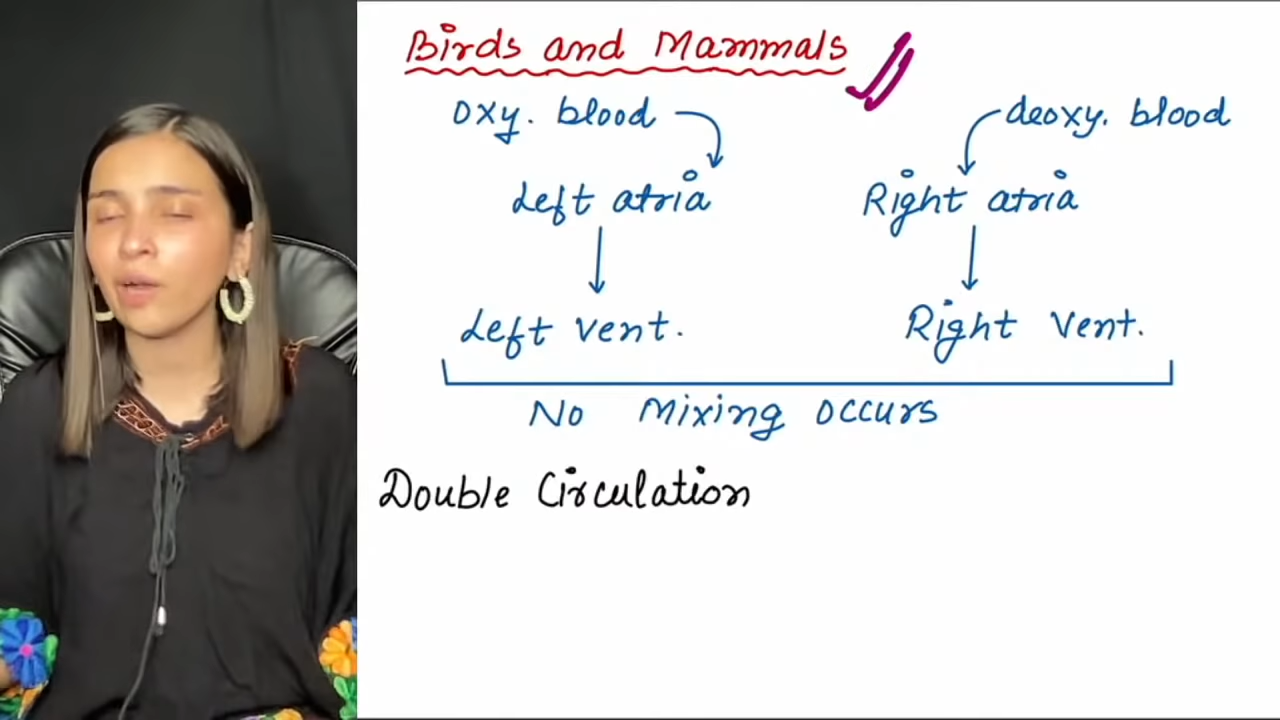 Birds and Mammals
oxy. blood deoxy. blood
Left atria Right atria
Left vent. Right vent.
No Mixing occurs
Double Circulation